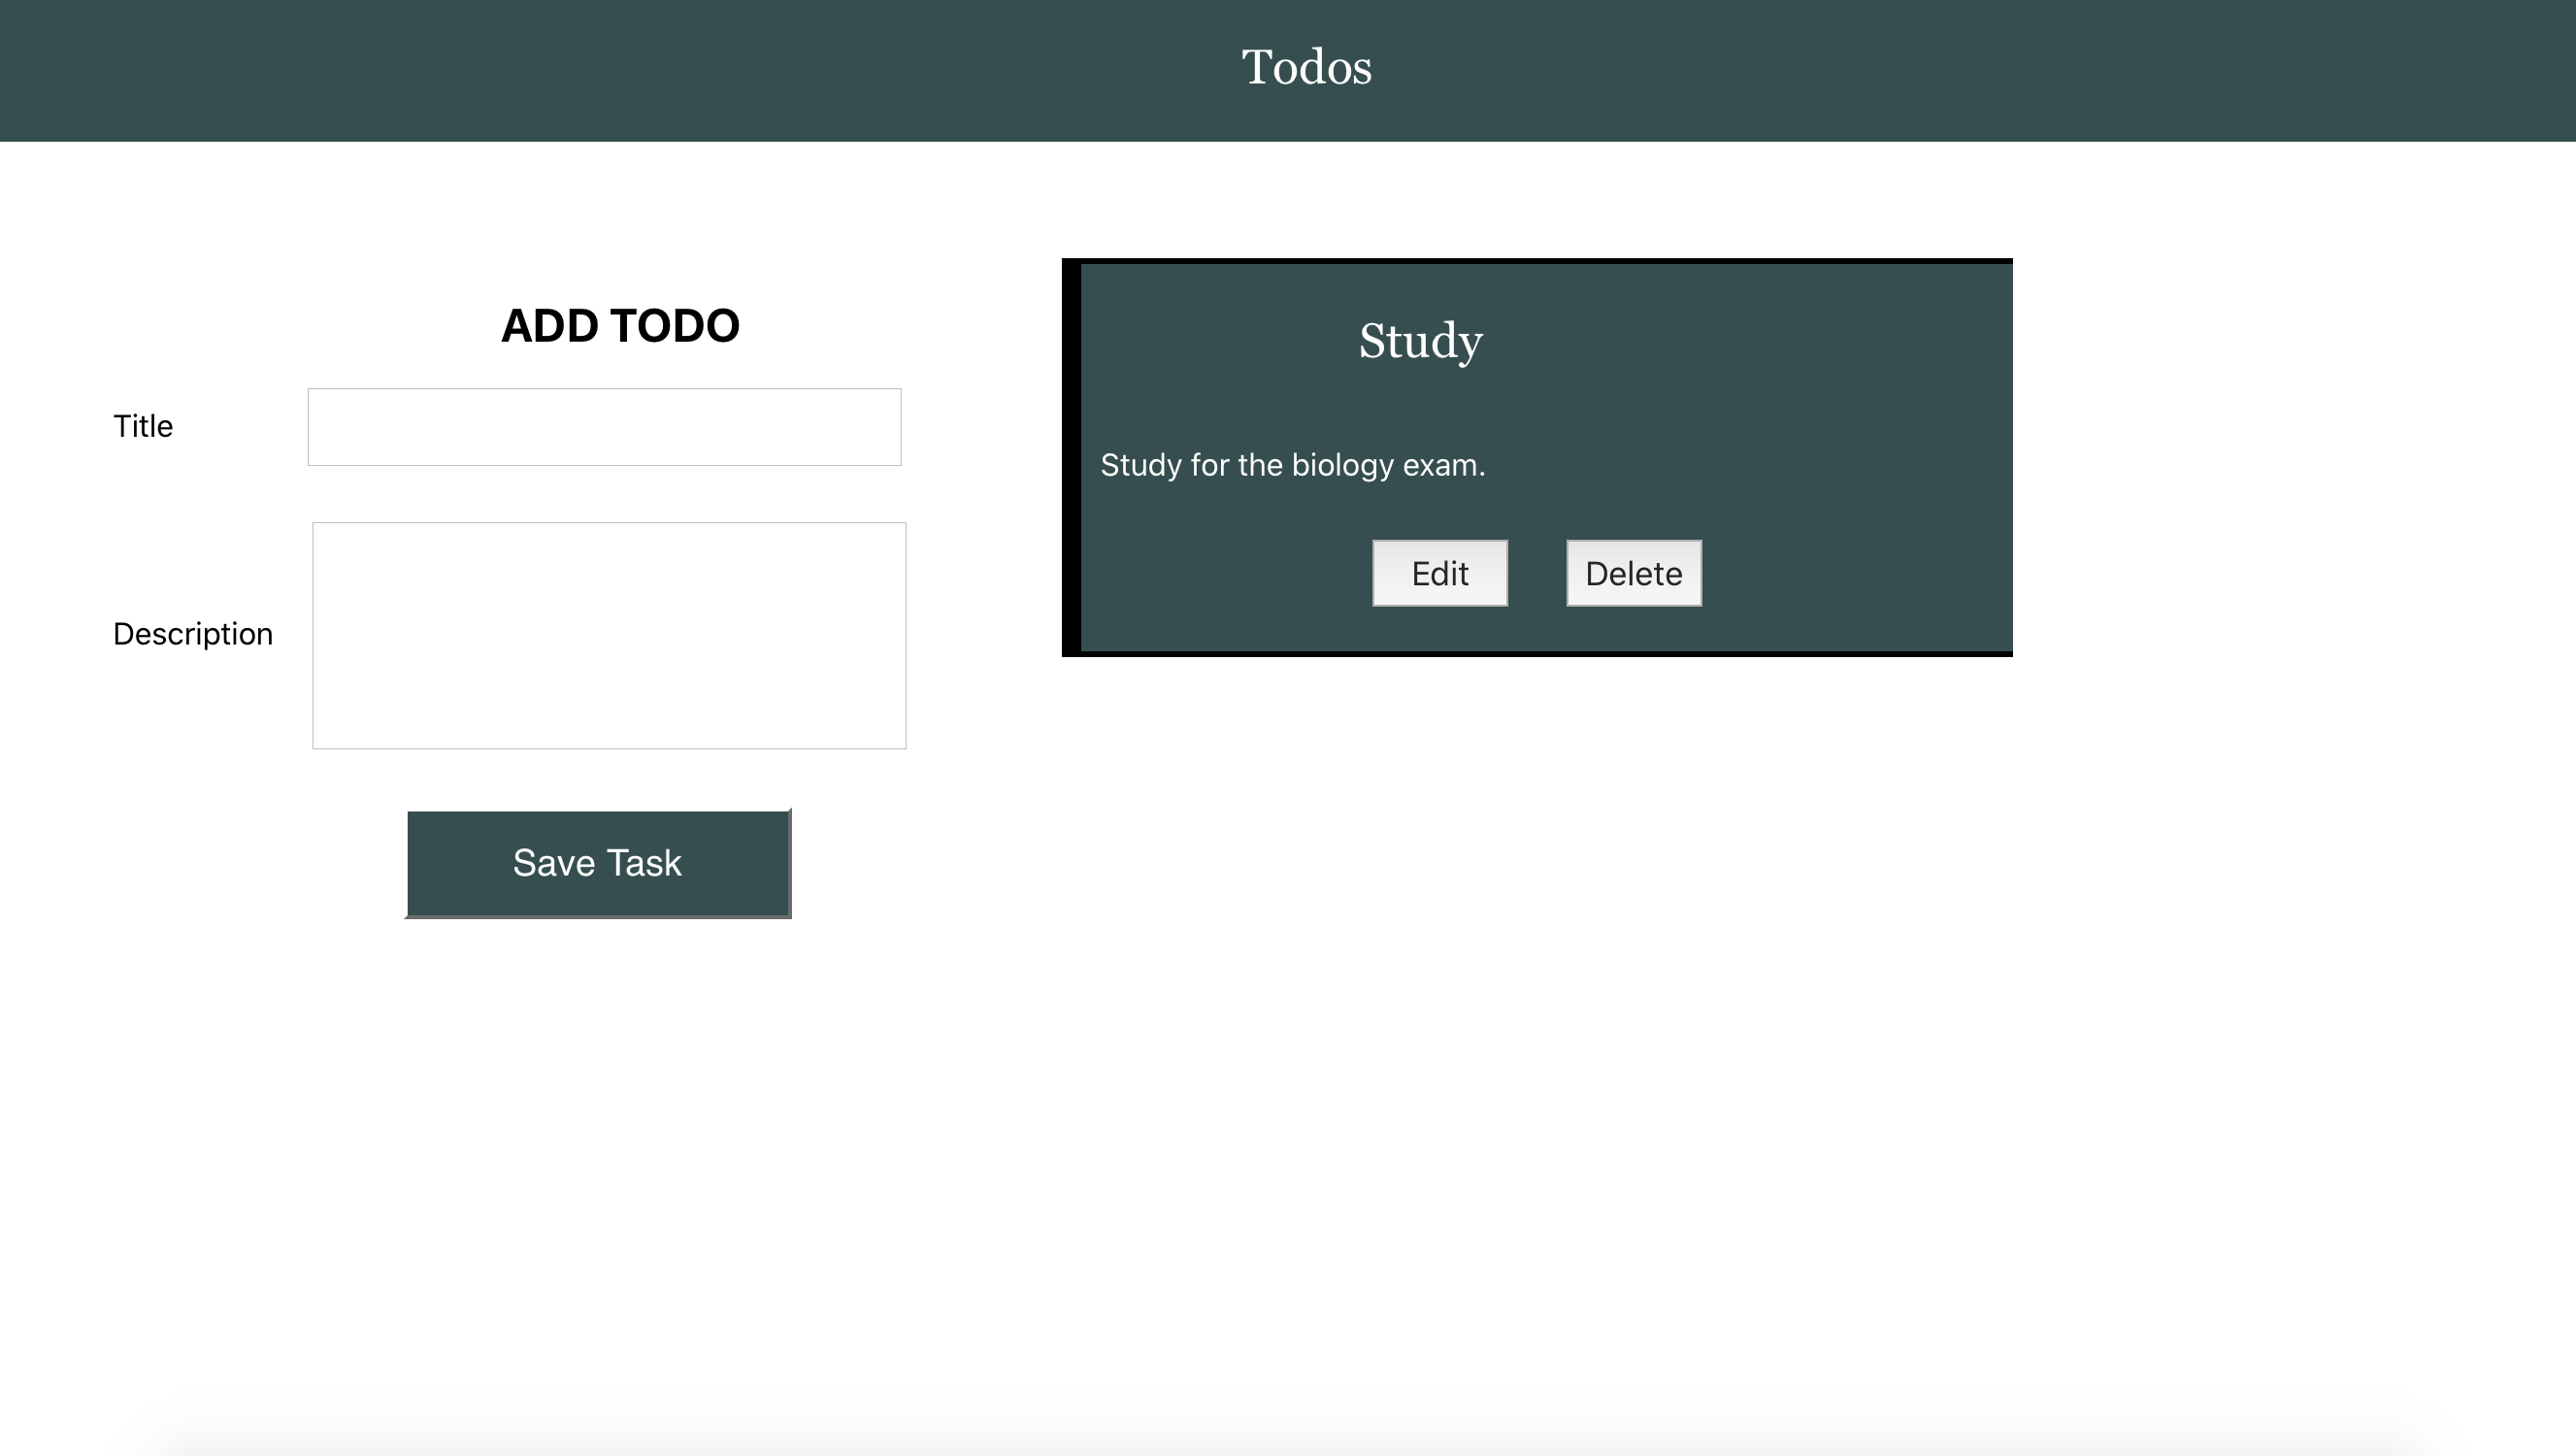 Todos
ADD TODO
Title
Description
Save Task
Study
Study for the biology exam.
Edit
Delete